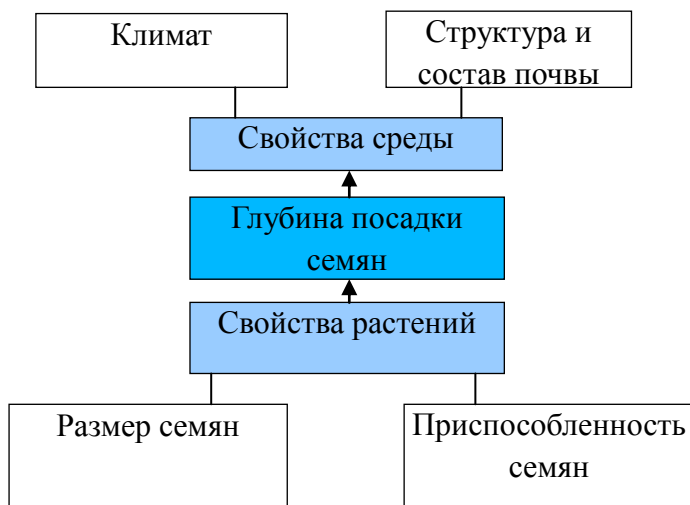 Климат
Структура и
состав почвы
Свойства среды
Глубина посадки
семян
Свойства растений
Размер семян
Приспособленность
семян